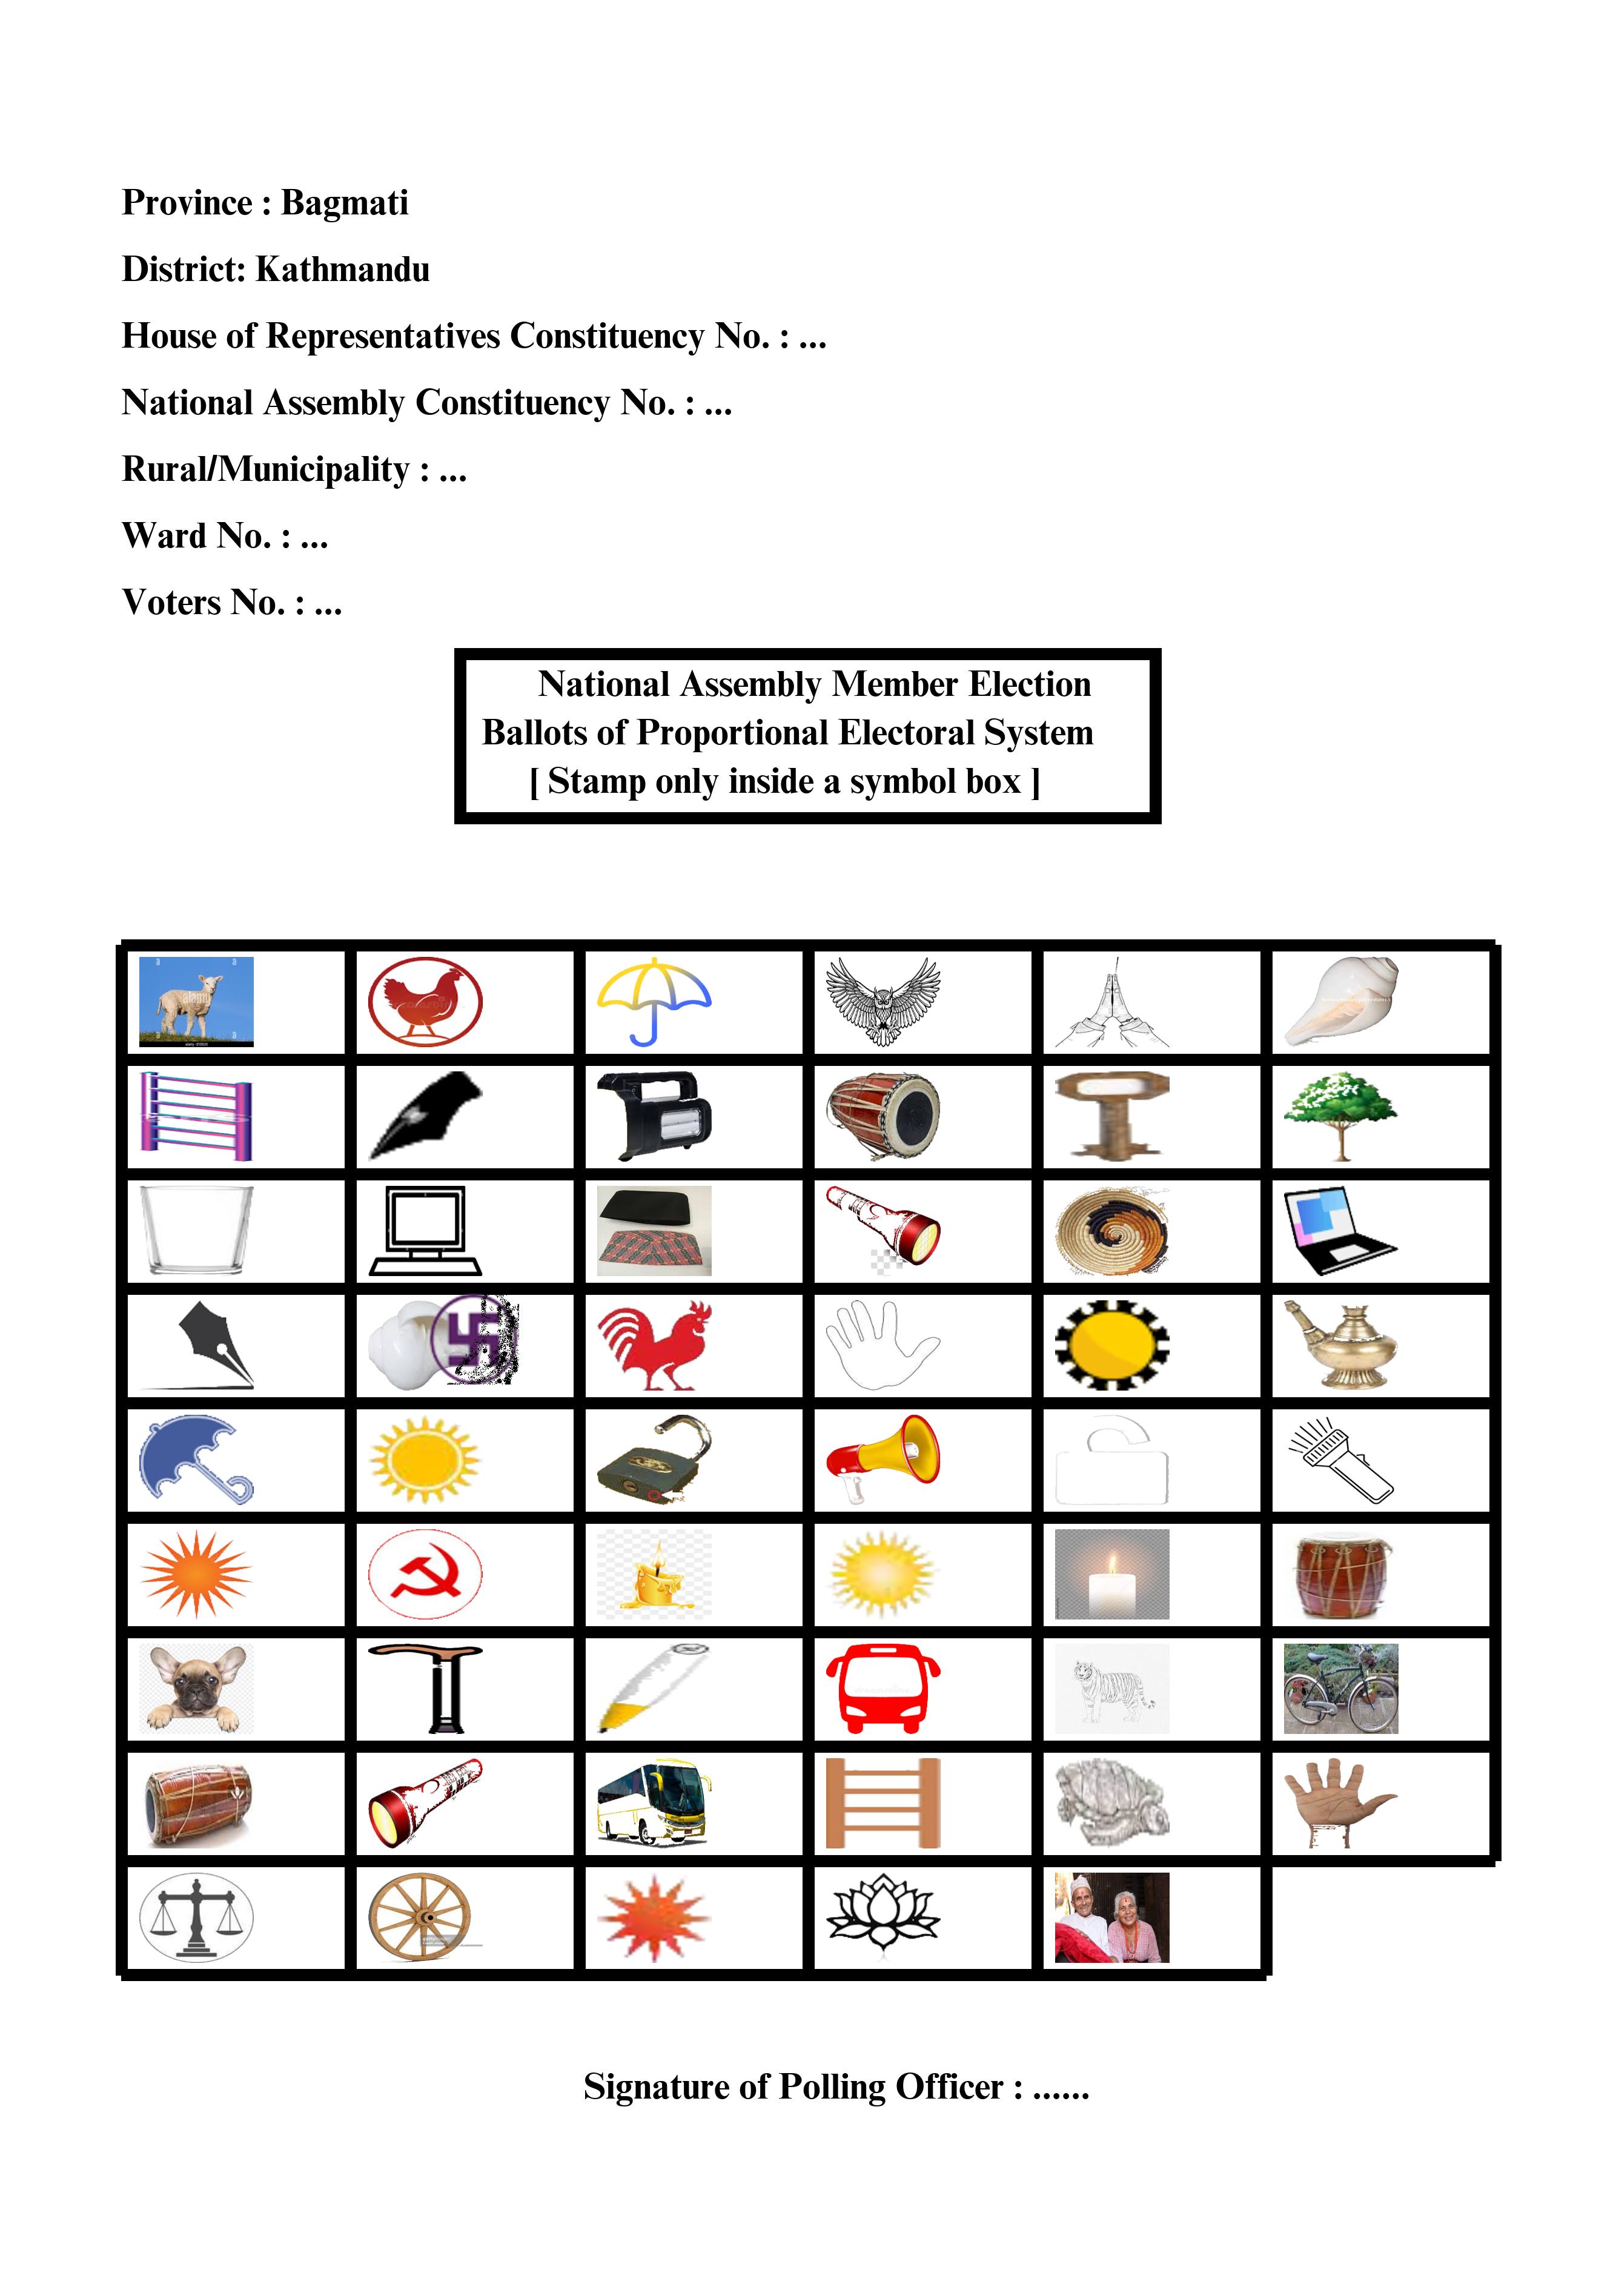 Province : Bagmati
District: Kathmandu
House of Representatives Constituency No. : ...
National Assembly Constituency No. : ...
Rural/Municipality : ...
Ward No. : ...
Voters No. : ...
National Assembly Member Election
Ballots of Proportional Electoral System
[ Stamp only inside a symbol box ]
Signature of Polling Officer : ......